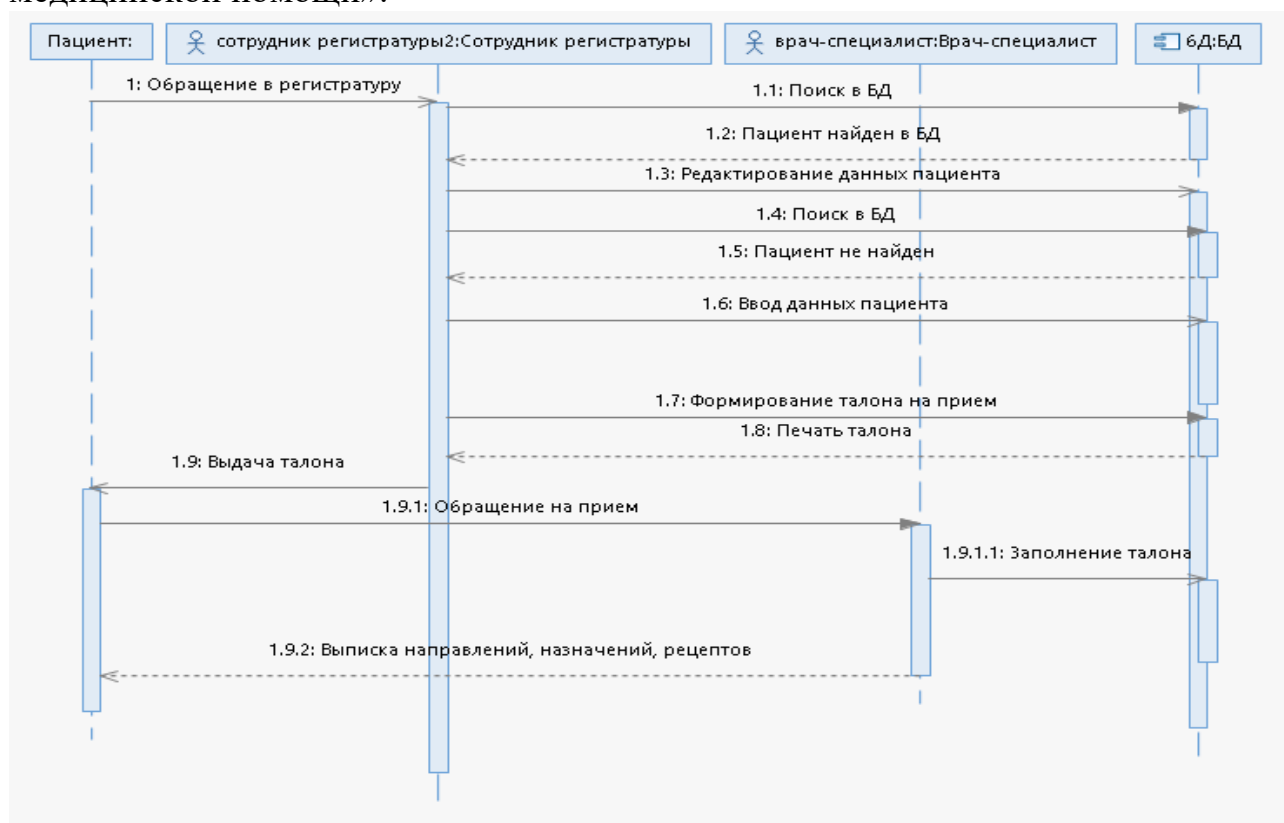 медицинской помощи».
Пациент:
сотрудник регистратуры2:Сотрудник регистратуры
врач-специалист:Врач-специалист
бД:БД
1: Обращение в регистратуру
1.1: Поиск в БД
1.2: Пациент найден в БД
1.3: Редактирование данных пациента
1.4: Поиск в БД
1.5: Пациент не найден
1.6: Ввод данных пациента
1.7: Формирование талона на прием
1.8: Печать талона
1.9: Выдача талона
1.9.1: Обращение на прием
1.9.1.1: Заполнение талона
1.9.2: Выписка направлений, назначений, рецептов